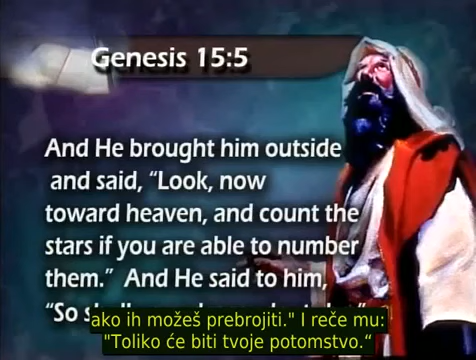 Genesis 15:5
And He brought him outside
and said, “Look, now
toward heaven, and count the
stars if you are able to number
them.” And He said to him,
“So
ako ih možeš prebrojiti." I reče mu:
"Toliko će biti tvoje potomstvo.“